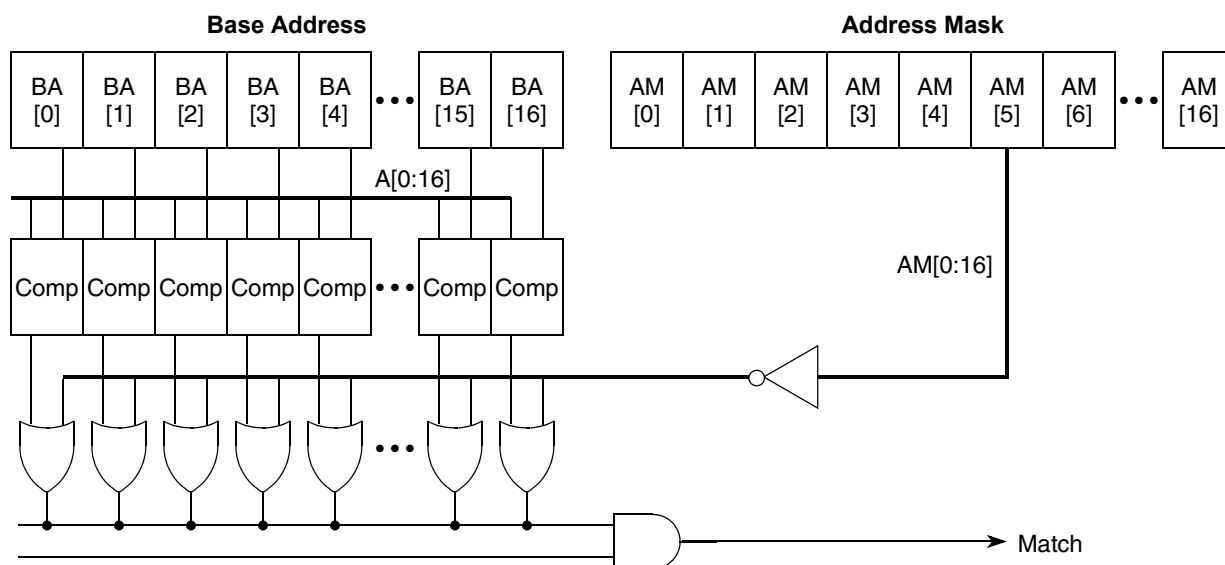 Base Address
Address Mask
BA [0] BA [1] BA [2] BA [3] BA [4] ••• BA [15] BA [16]
AM [0] AM [1] AM [2] AM [3] AM [4] AM [5] AM [6] ••• AM [16]
A[0:16]
Comp Comp Comp Comp Comp ••• Comp Comp
AM[0:16]
•••
Match